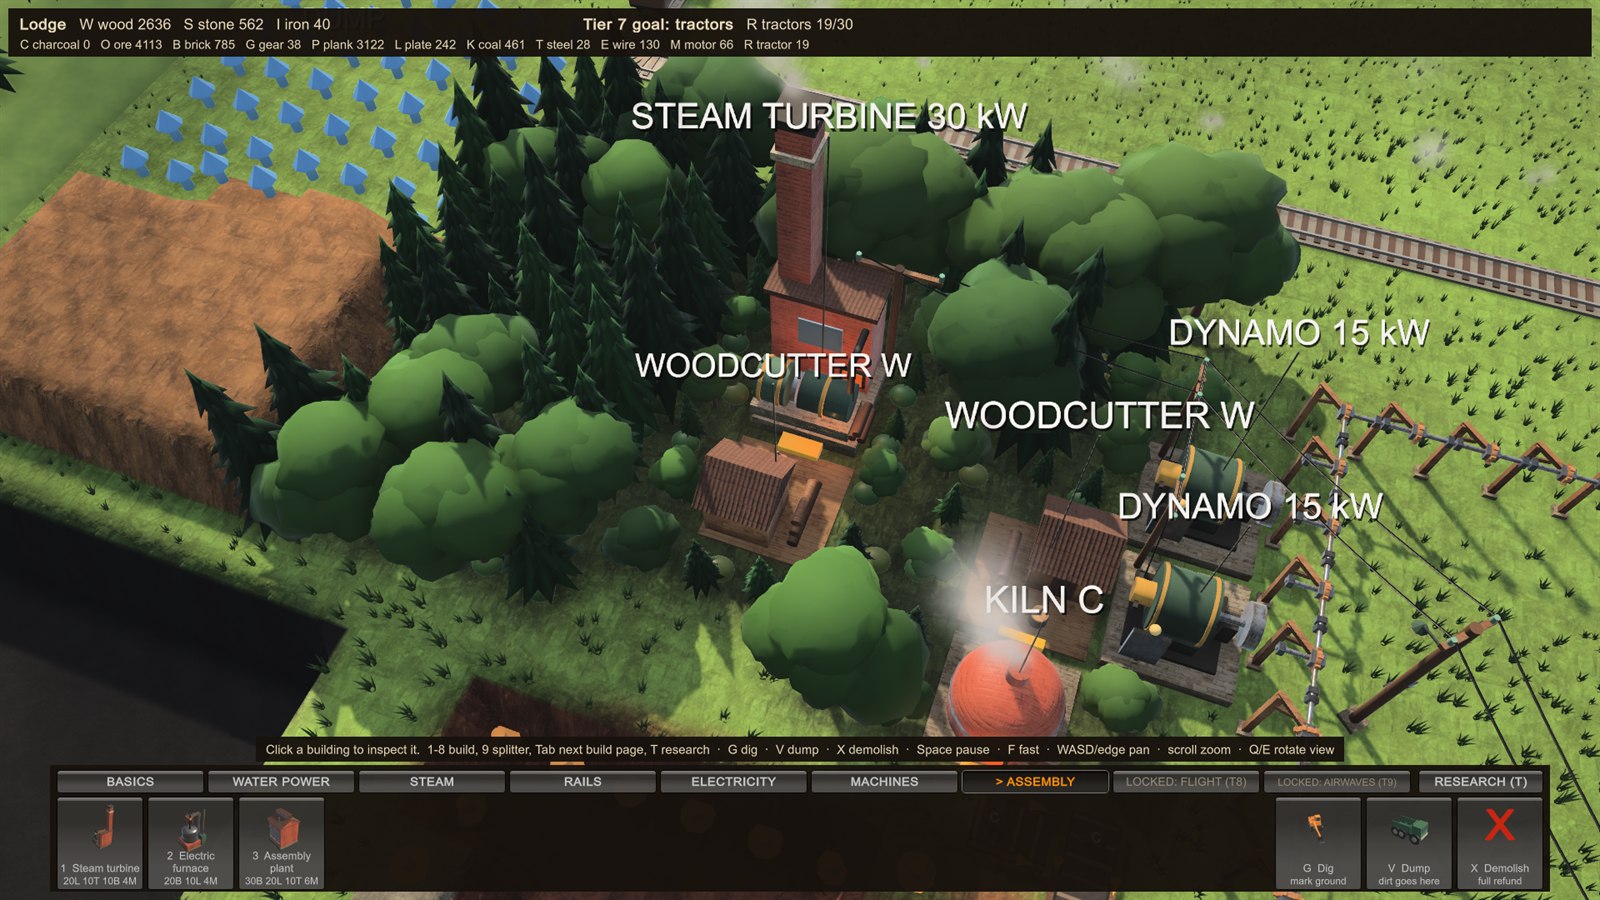 Lodge W wood 2636 S stone 562 I iron 40 Tier 7 goal: tractors R tractors 19/30
C charcoal 0 O ore 4113 B brick 785 G gear 38 P plank 3122 L plate 242 K coal 461 T steel 28 E wire 130 M motor 66 R tractor 19
STEAM TURBINE 30 kW
DYNAMO 15 kW
WOODCUTTER W
WOODCUTTER W
DYNAMO 15 kW
KILN C
Click a building to inspect it. 1-8 build, 9 splitter, Tab next build page, T research · G dig · V dump · X demolish · Space pause · F fast · WASD/edge pan · scroll zoom · Q/E rotate view
BASICS WATER POWER STEAM RAILS ELECTRICITY MACHINES > ASSEMBLY LOCKED: FLIGHT (T8) LOCKED: AIRWAVES (T9) RESEARCH (T)
1 Steam turbine
20L 10T 10B 4M
2 Electric
furnace
20B 10L 4M
3 Assembly
plant
30B 20L 10T 6M
G Dig
mark ground
V Dump
dirt goes here
X
X Demolish
full refund